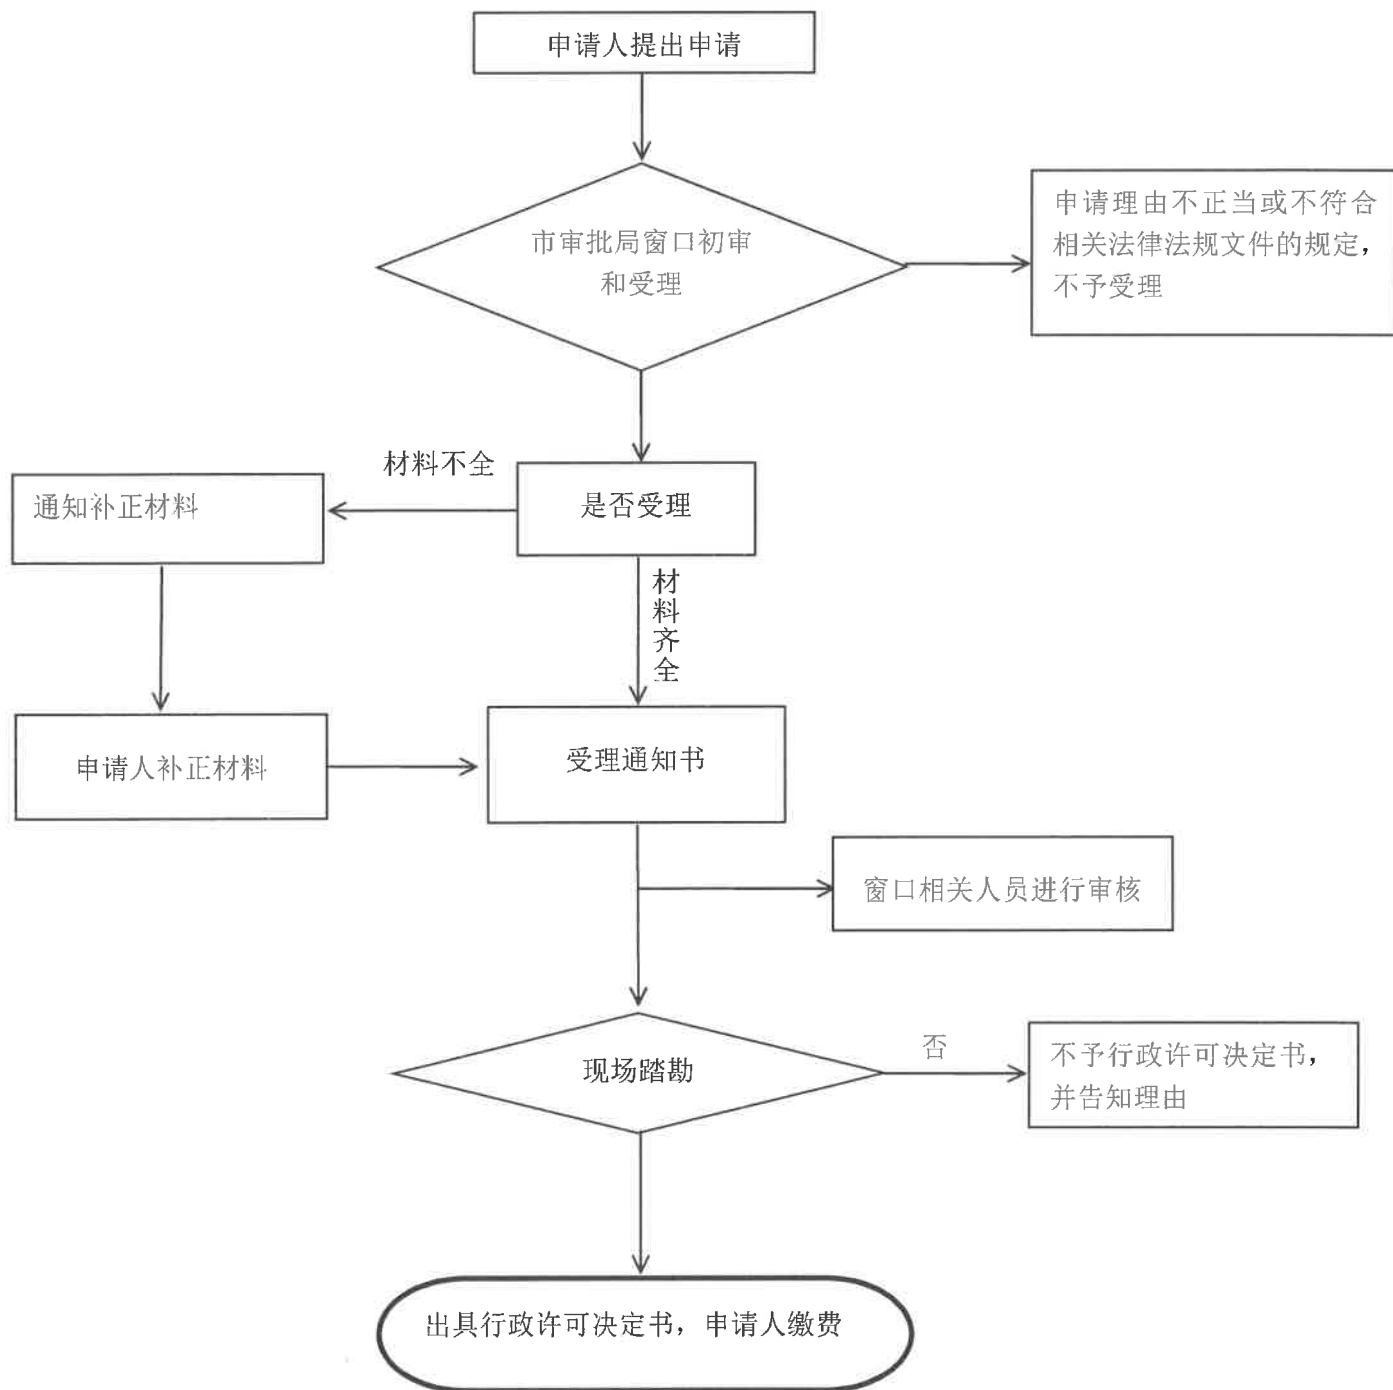 申请人提出申请
市审批局窗口初审
和受理
申请理由不正当或不符合
相关法律法规文件的规定，
不予受理
材料不全
通知补正材料
是否受理
材料齐全
申请人补正材料
受理通知书
窗口相关人员进行审核
现场踏勘
否
不予行政许可决定书，
并告知理由
出具行政许可决定书，申请人缴费